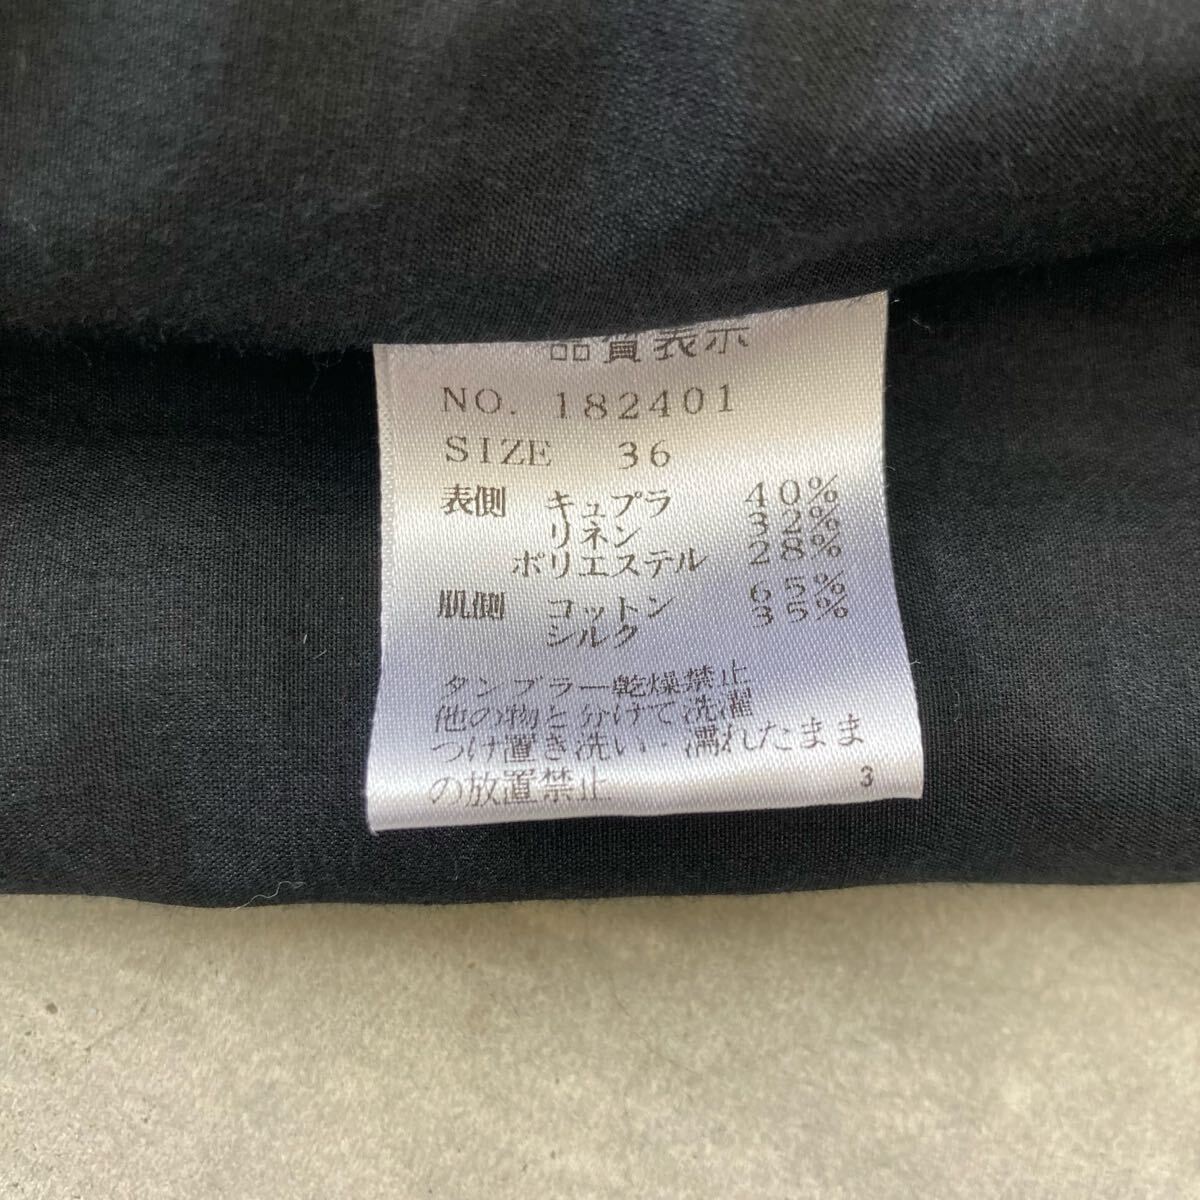 品質表示
NO. 182401
SIZE 36
表側 キュプラ 40%
リネン 32%
ポリエステル 28%
肌側 コットン 65%
シルク 35%
タンブラー乾燥禁止
他の物と分けて洗濯
つけ置き洗い・濡れたまま
の放置禁止
3